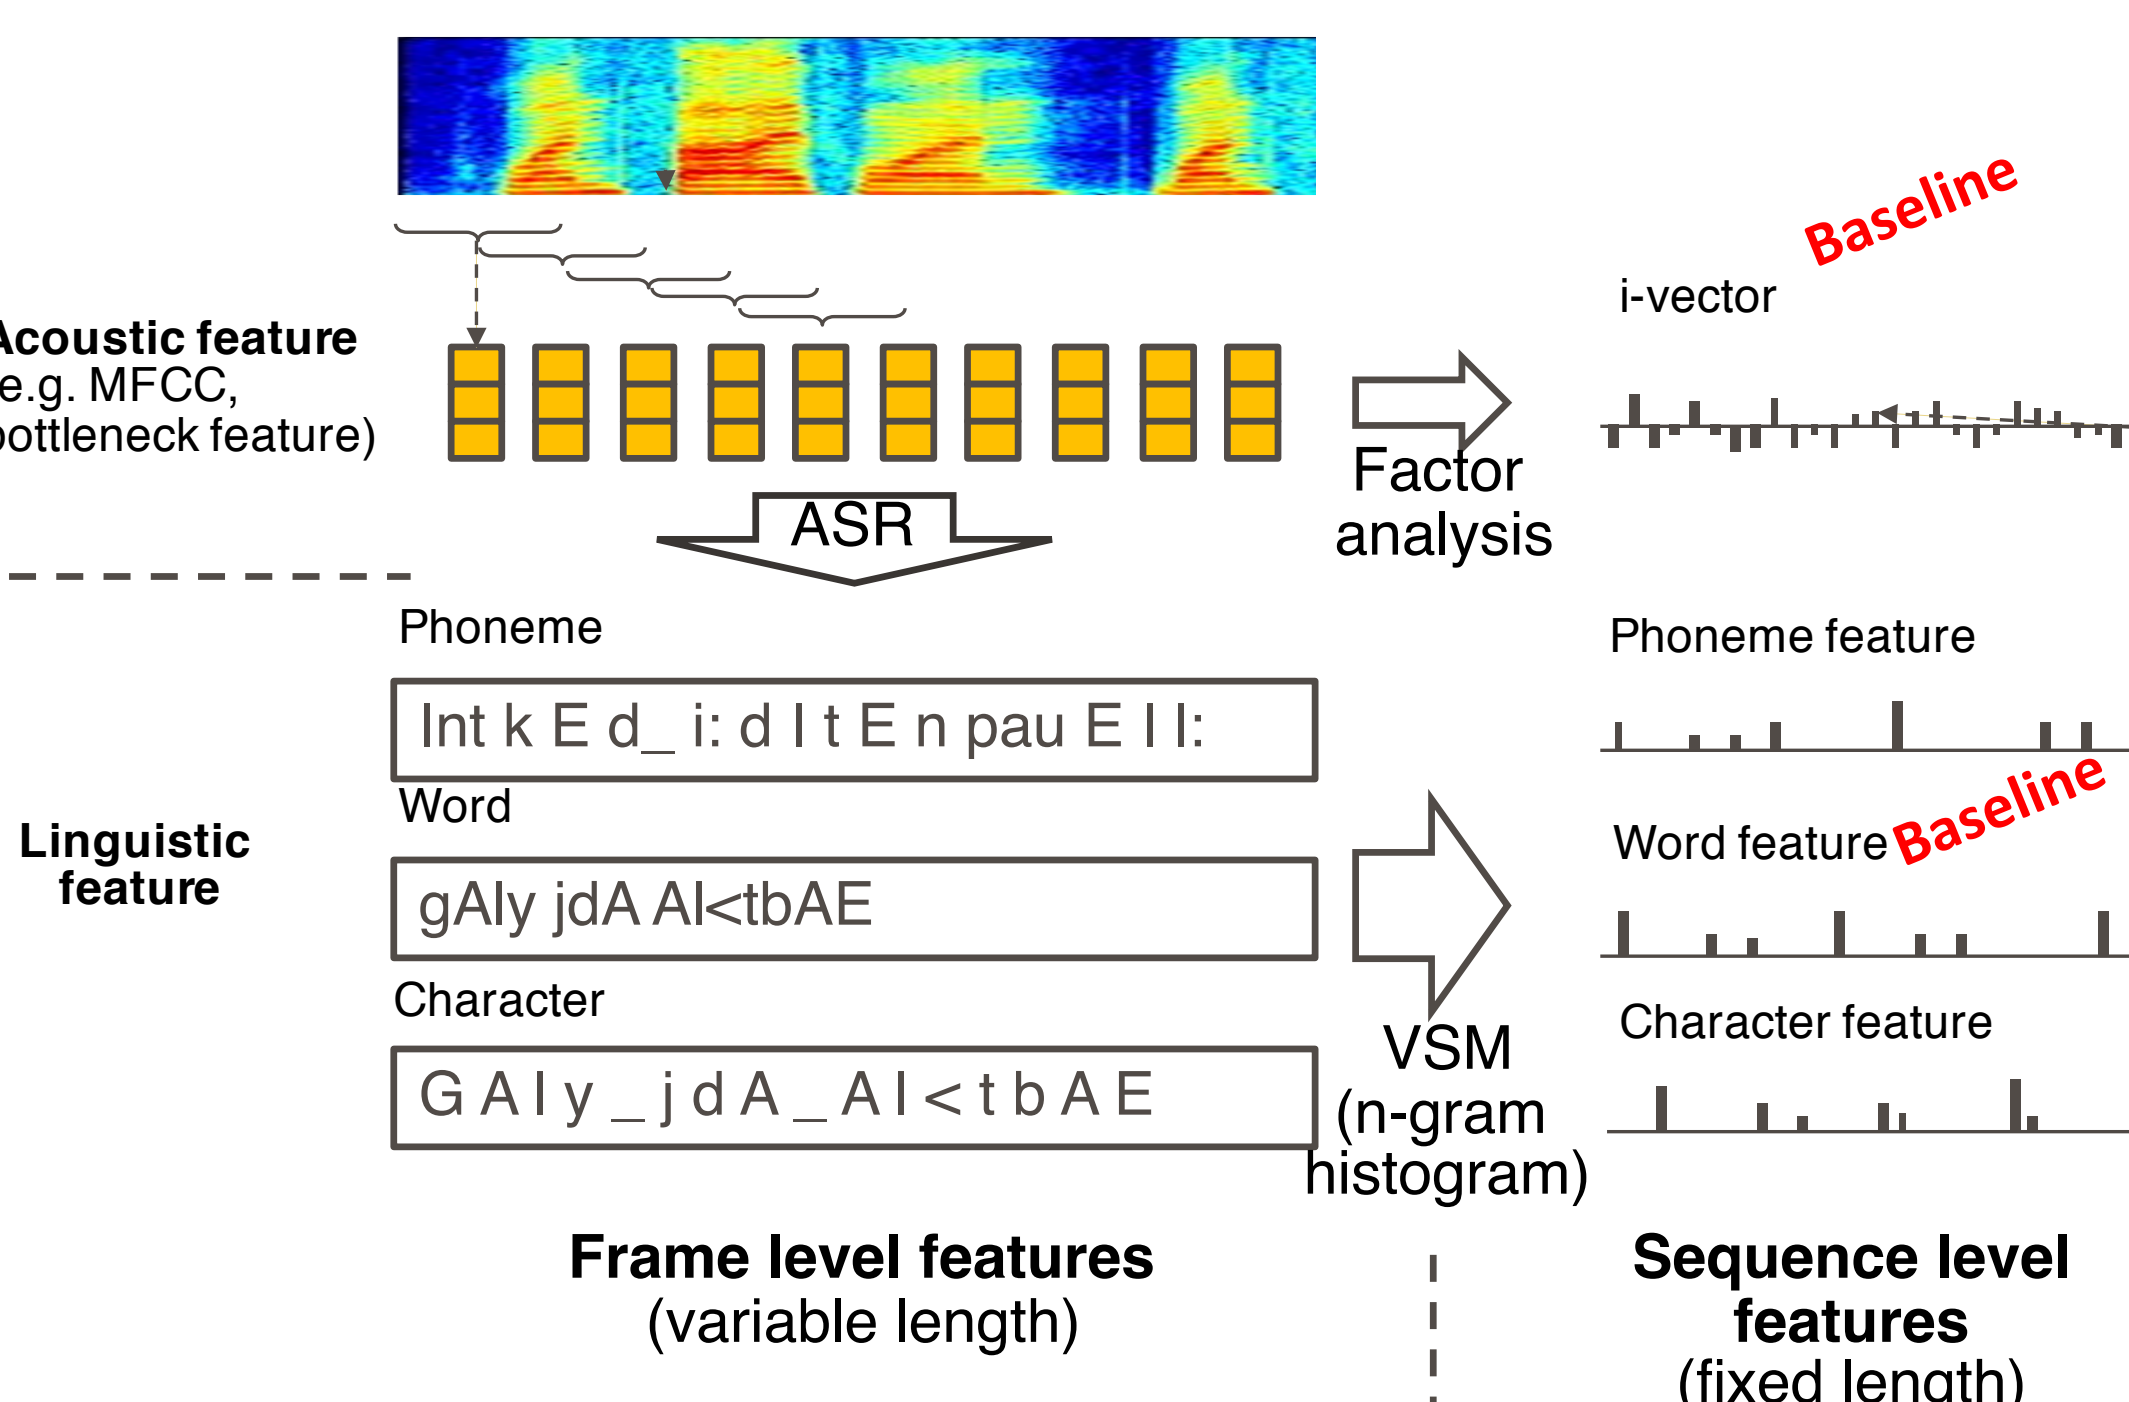 Baseline
i-vector
Acoustic feature
e.g. MFCC,
bottleneck feature)
Factor
analysis
ASR
Phoneme
Int k E d_ i: d I t E n pau E l l:
Word
gAly jdA Al<tbAE
Character
G A l y _ j d A _ A l < t b A E
Linguistic
feature
VSM
(n-gram
histogram)
Phoneme feature
Baseline
Word feature
Character feature
Frame level features
(variable length)
Sequence level
features
(fixed length)